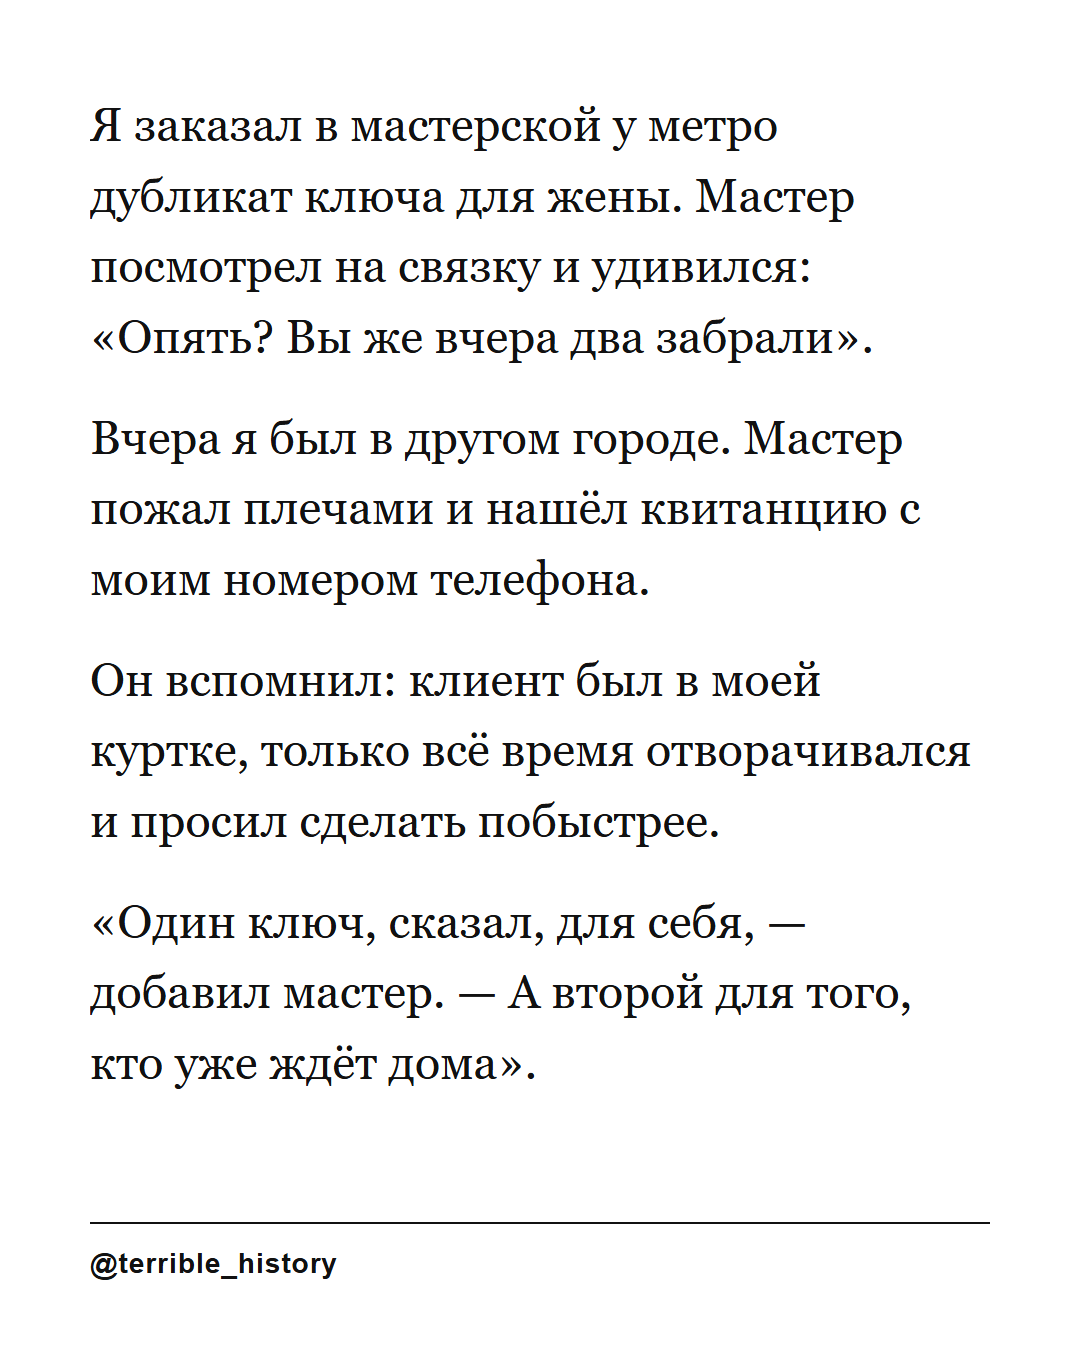 Я заказал в мастерской у метро
дубликат ключа для жены. Мастер
посмотрел на связку и удивился:
«Опять? Вы же вчера два забрали».
Вчера я был в другом городе. Мастер
пожал плечами и нашёл квитанцию с
моим номером телефона.
Он вспомнил: клиент был в моей
куртке, только всё время отворачивался
и просил сделать побыстрее.
«Один ключ, сказал, для себя, —
добавил мастер. — А второй для того,
кто уже ждёт дома».
@terrible_history